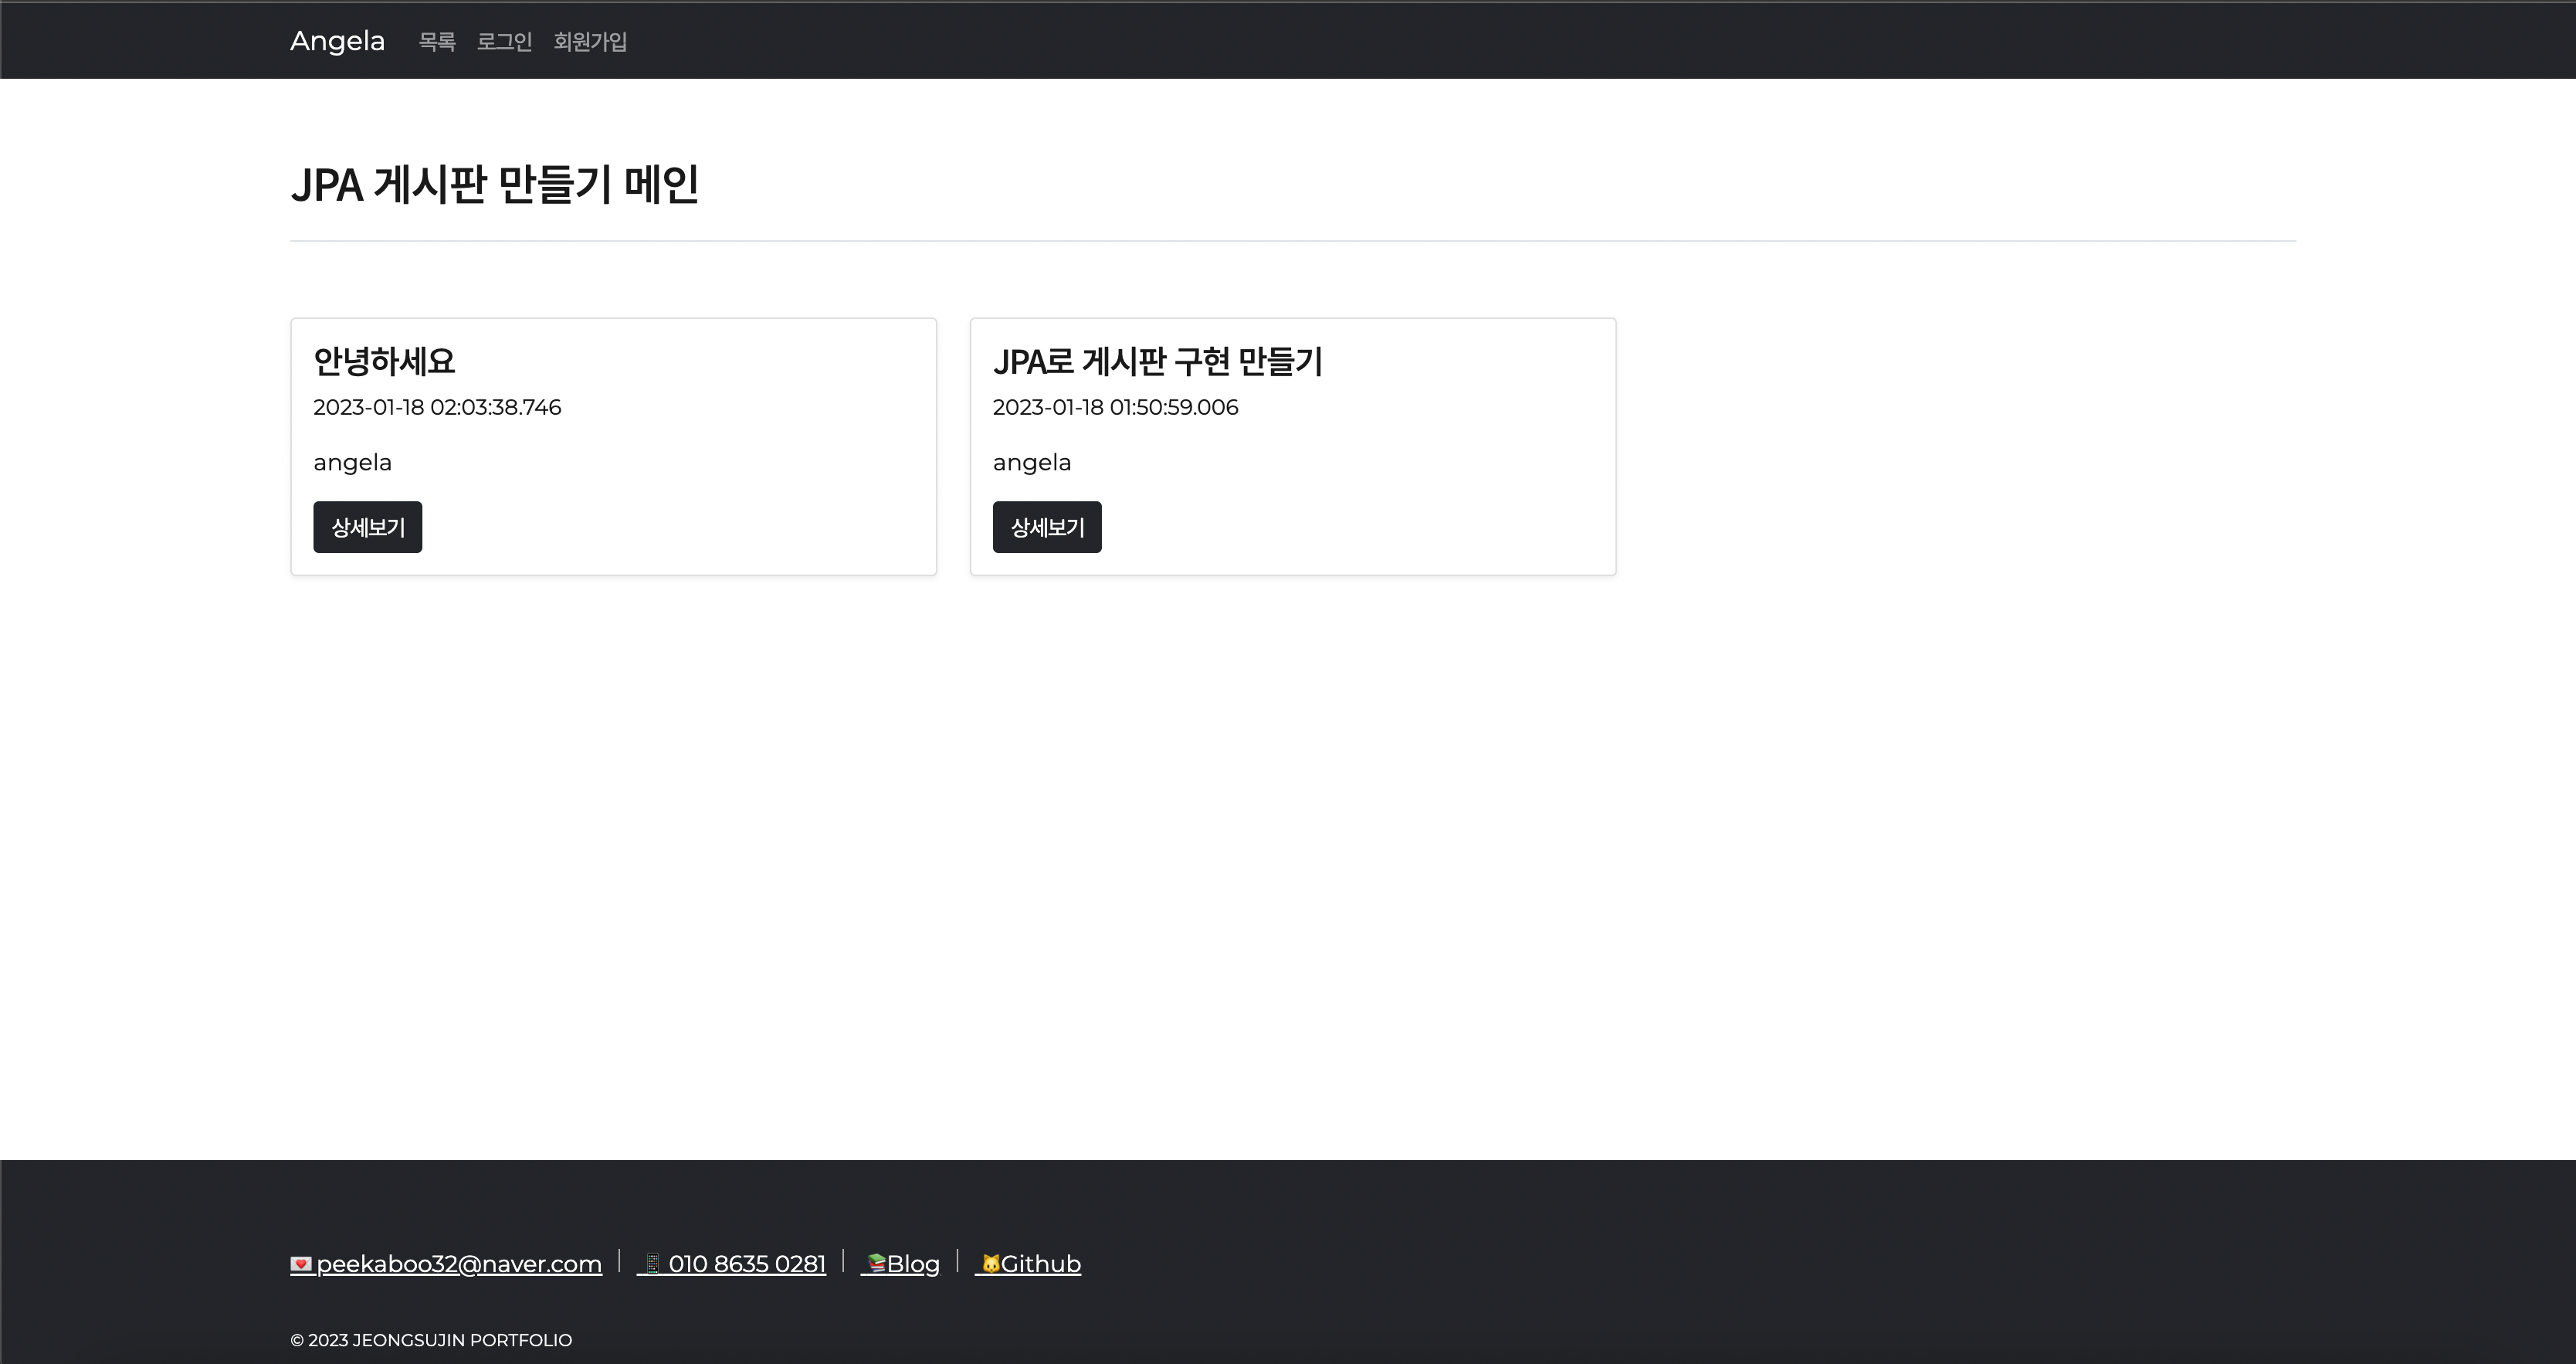 Angela 목록 로그인 회원가입
JPA 게시판 만들기 메인
안녕하세요
2023-01-18 02:03:38.746
angela
상세보기
JPA로 게시판 구현 만들기
2023-01-18 01:50:59.006
angela
상세보기
💌peekaboo32@naver.com | 📱 010 8635 0281 | 📚Blog | 🐱Github
© 2023 JEONGSUJIN PORTFOLIO